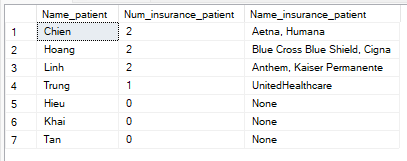 Name_patient Num_insurance_patient Name_insurance_patient
1 Chien 2 Aetna, Humana
2 Hoang 2 Blue Cross Blue Shield, Cigna
3 Linh 2 Anthem, Kaiser Permanente
4 Trung 1 UnitedHealthcare
5 Hieu 0 None
6 Khai 0 None
7 Tan 0 None